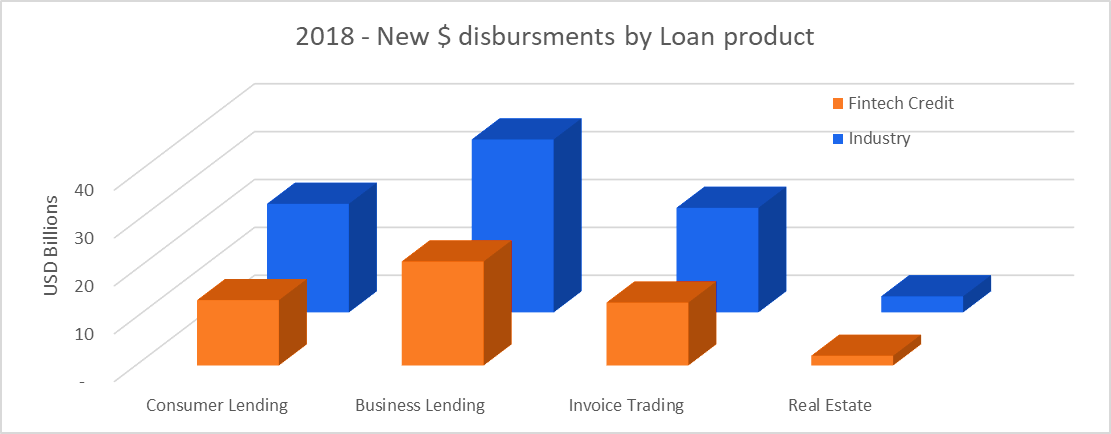 2018 - New $ disbursments by Loan product
Fintech Credit
Industry
USD Billions
40
30
20
10
-
Consumer Lending
Business Lending
Invoice Trading
Real Estate